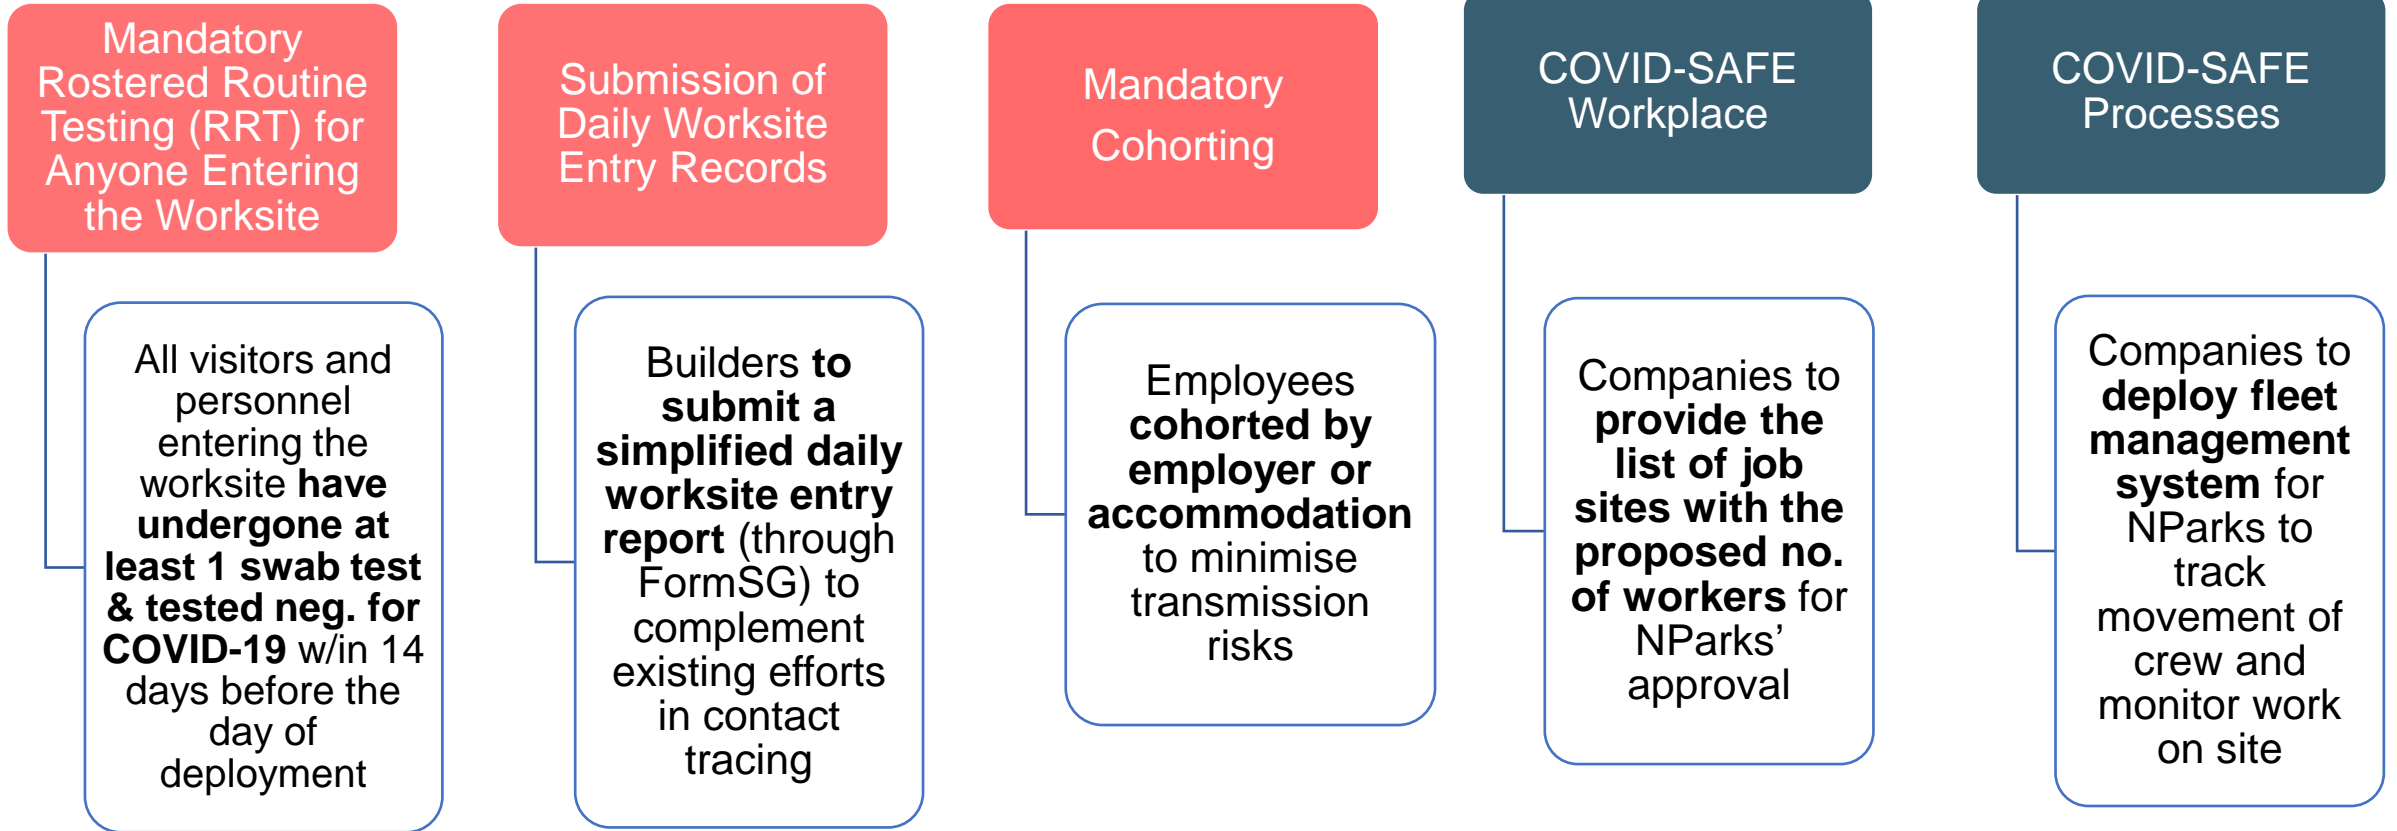 Mandatory
Rostered Routine
Testing (RRT) for
Anyone Entering
the Worksite
All visitors and
personnel
entering the
worksite have
undergone at
least 1 swab test
& tested neg. for
COVID-19 w/in 14
days before the
day of
deployment
Submission of
Daily Worksite
Entry Records
Builders to
submit a
simplified daily
worksite entry
report (through
FormSG) to
complement
existing efforts
in contact
tracing
Mandatory
Cohorting
Employees
cohorted by
employer or
accommodation
to minimise
transmission
risks
COVID-SAFE
Workplace
Companies to
provide the
list of job
sites with the
proposed no.
of workers for
NParks’
approval
COVID-SAFE
Processes
Companies to
deploy fleet
management
system for
NParks to
track
movement of
crew and
monitor work
on site